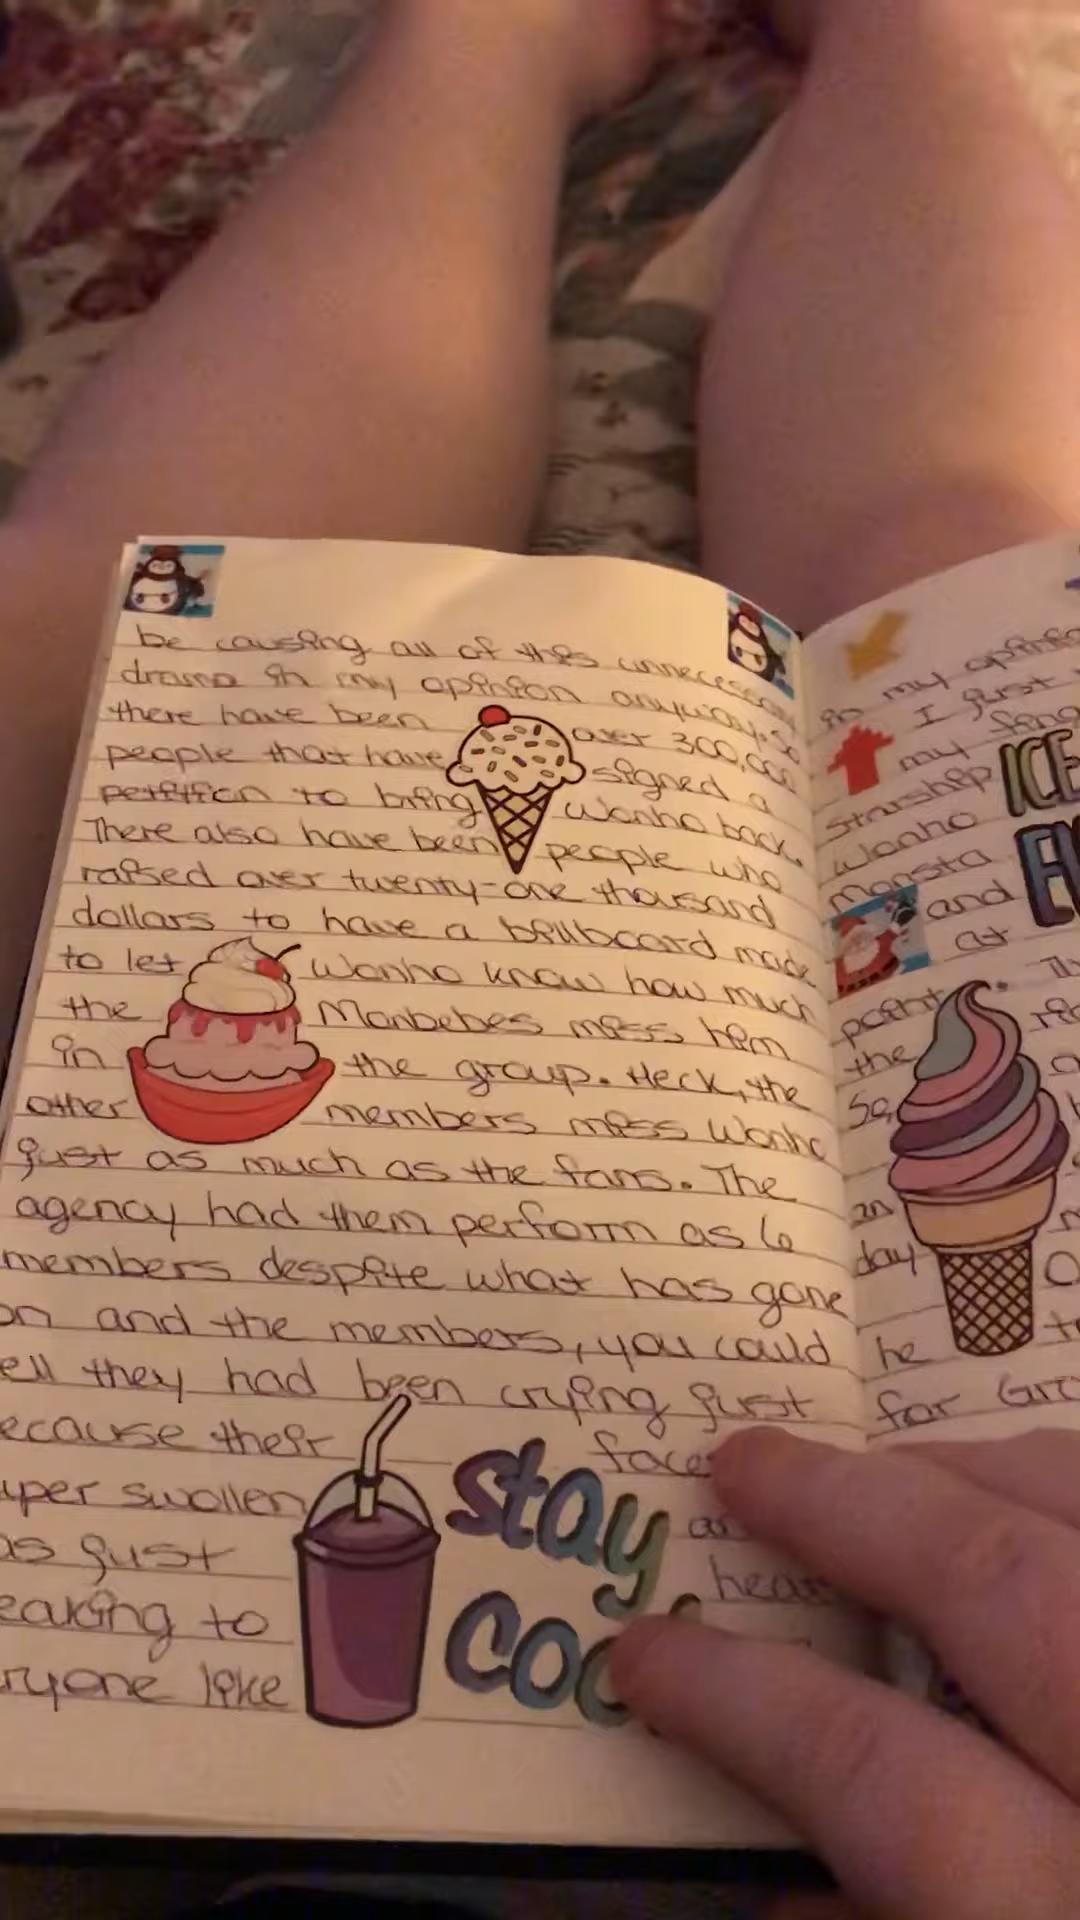 be causing all of this unnecessary
drama in my opinion anyway. So
there have been over 300,000
people that have signed a
petition to bring Wonho back.
There also have been people who
raised over twenty-one thousand
dollars to have a billboard made
to let Wonho know how much
the Monbebes miss him
in the group. Heck, the
other members miss Wonho
just as much as the fans. The
agency had them perform as 6
members despite what has gone
on and the members, you could
ell they had been crying just
ecause their face
uper swollen
as just hear
eaking to
ryone like
stay
coo
in my opinio
I just
my
Starship
Wonho
monsta
and
at
point.
the
So,
an
day
he
for
ICE